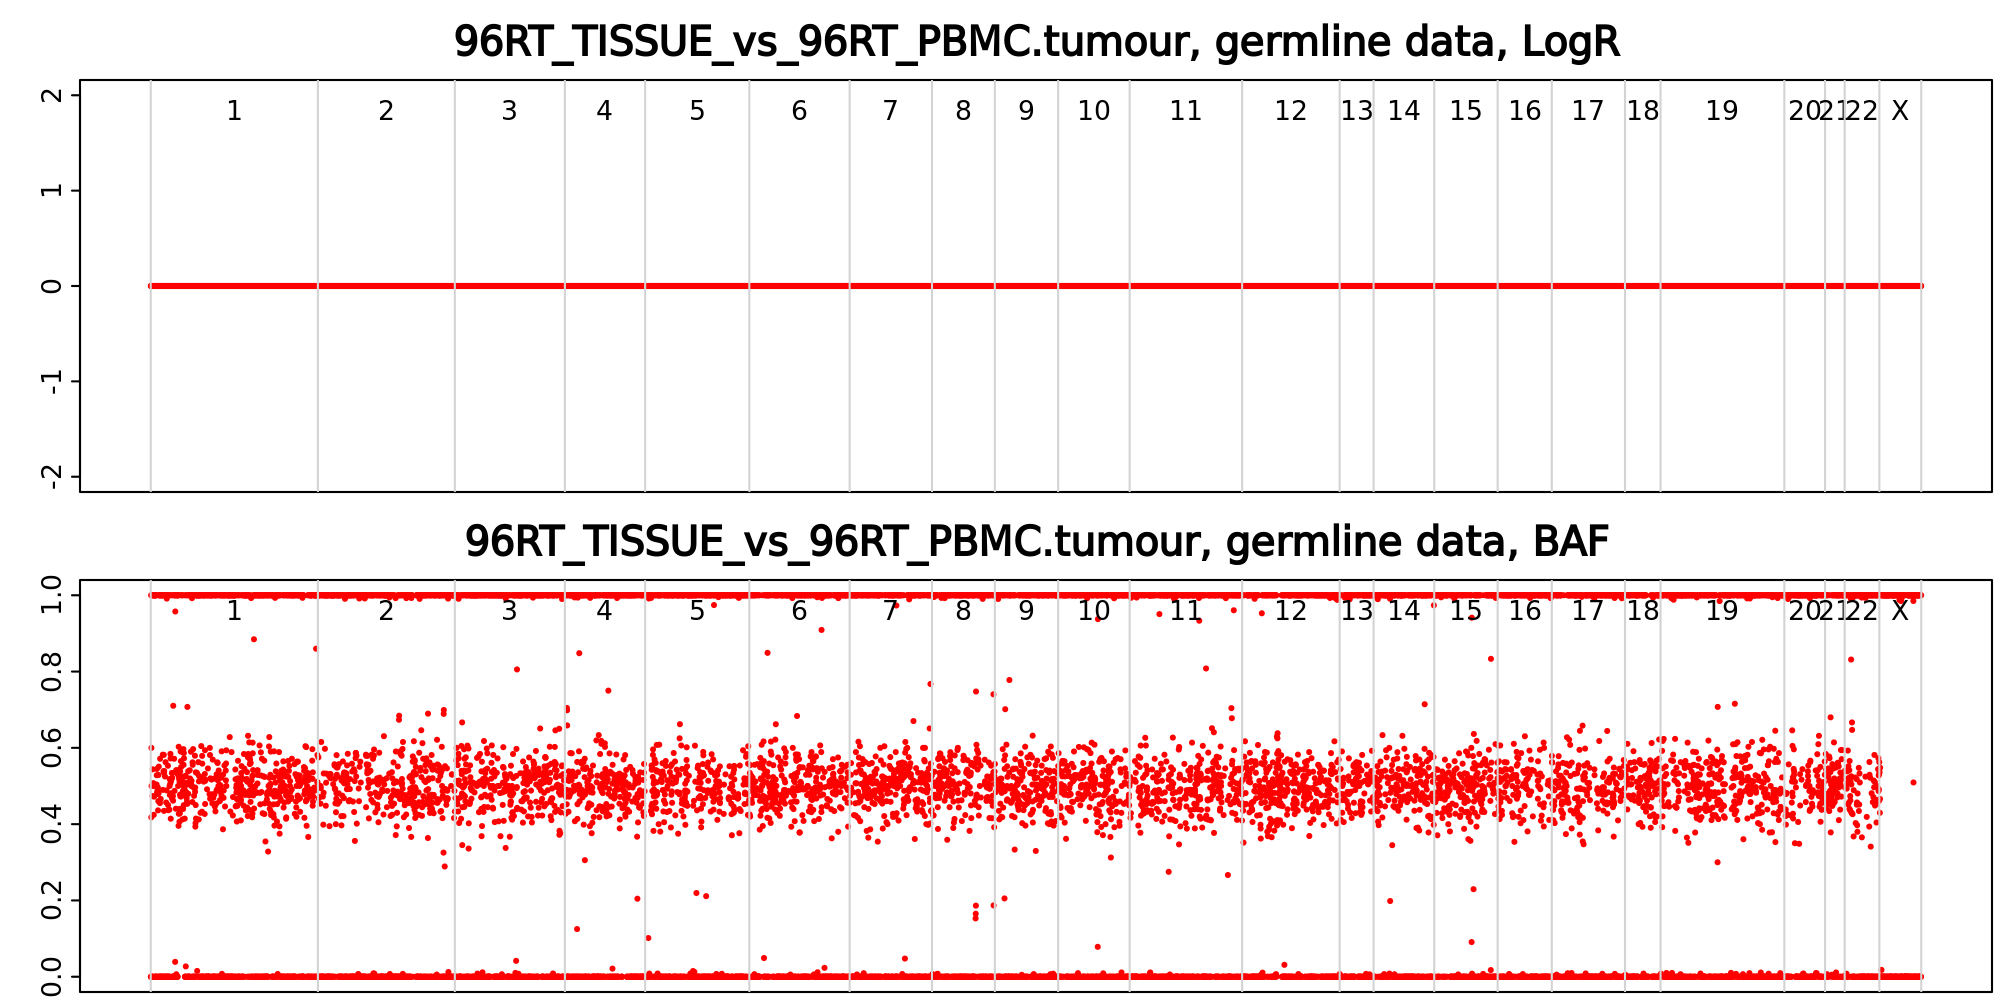 96RT_TISSUE_vs_96RT_PBMC.tumour, germline data, LogR
2
1 2 3 4 5 6 7 8 9 10 11 12 13 14 15 16 17 18 19 20 21 22 X
1
0
-1
-2
96RT_TISSUE_vs_96RT_PBMC.tumour, germline data, BAF
1.0
1 2 3 4 5 6 7 8 9 10 11 12 13 14 15 16 17 18 19 20 21 22 X
0.8
0.6
0.4
0.2
0.0